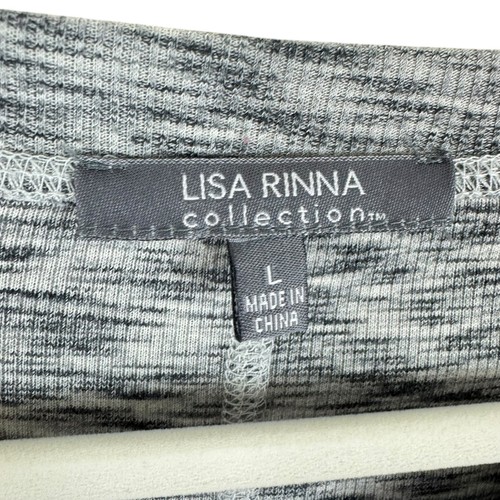 LISA RINNA
collection™
L
MADE IN
CHINA